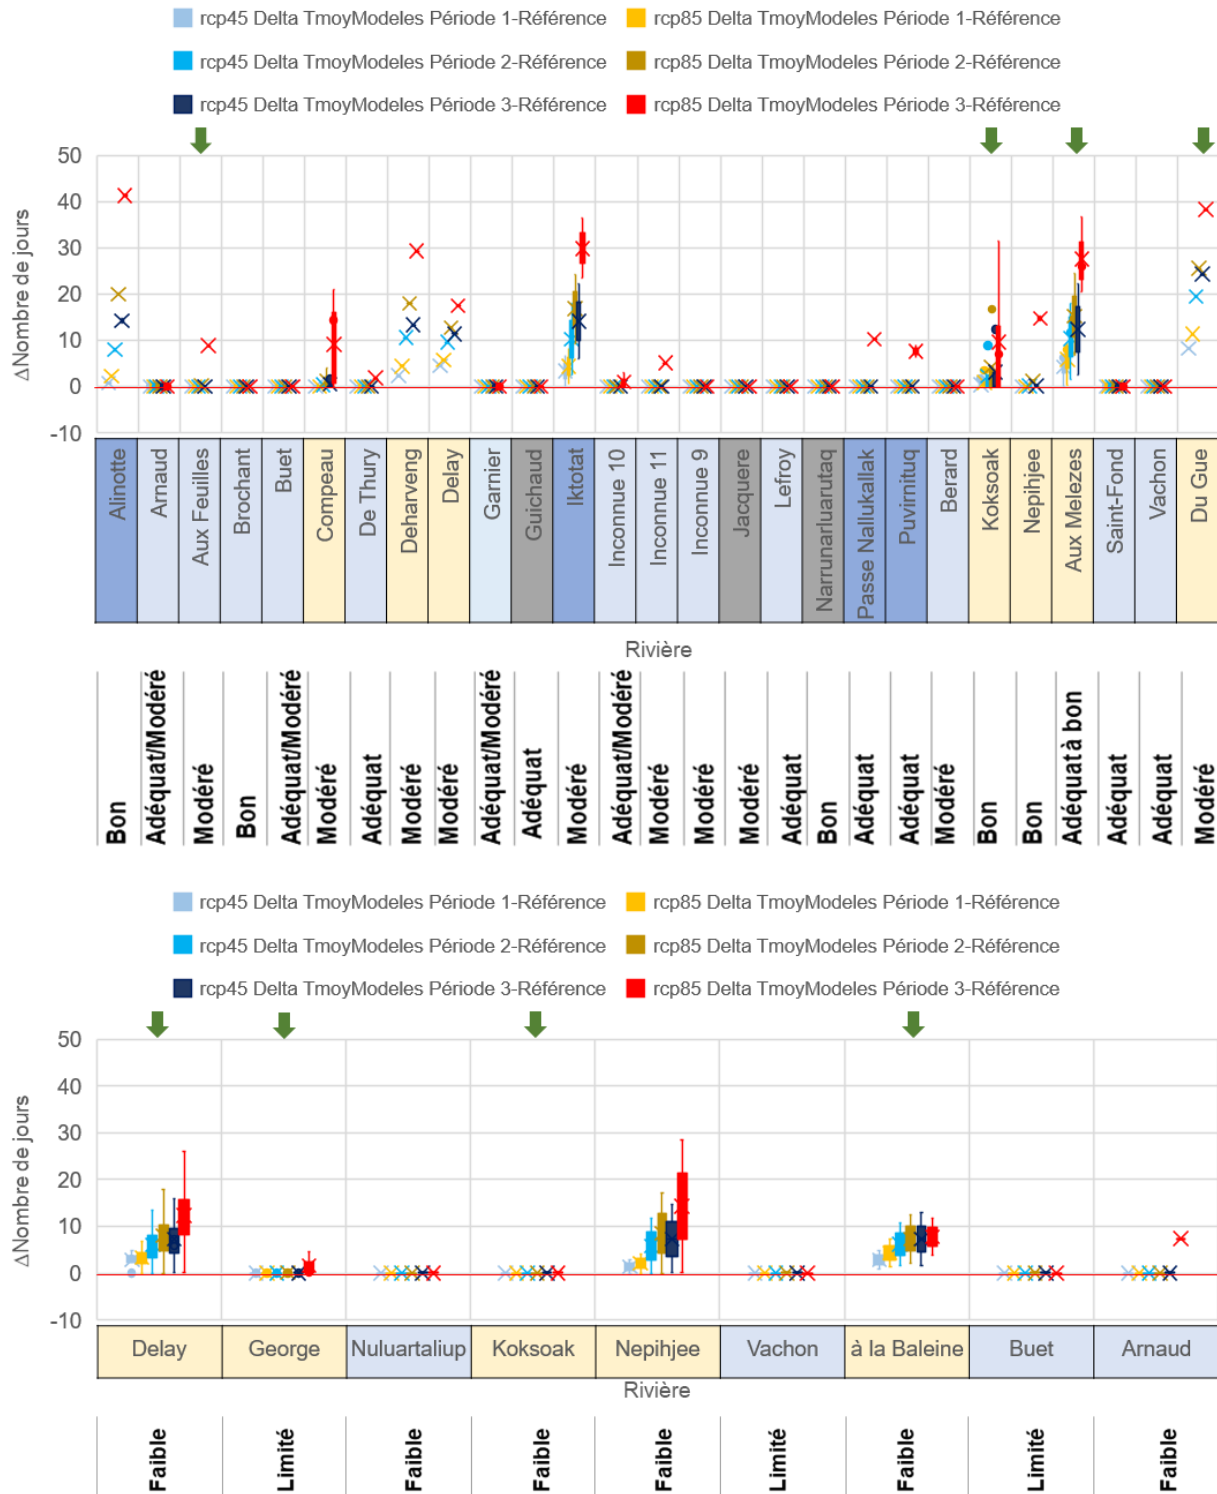 rcp45 Delta TmoyModeles Période 1-Référence rcp85 Delta TmoyModeles Période 1-Référence
rcp45 Delta TmoyModeles Période 2-Référence rcp85 Delta TmoyModeles Période 2-Référence
rcp45 Delta TmoyModeles Période 3-Référence rcp85 Delta TmoyModeles Période 3-Référence
ΔNombre de jours
50
40
30
20
10
0
-10
Alinotte
Arnaud
Aux Feuilles
Brochant
Buet
Compeau
De Thury
Deharveng
Delay
Garnier
Guichaud
Iktotat
Inconnue 10
Inconnue 11
Inconnue 9
Jacquere
Lefroy
Narrunarluarutaq
Passe Nallukallak
Puvirnituq
Berard
Koksoak
Nepihjee
Aux Melezes
Saint-Fond
Vachon
Du Gue
Rivière
Bon
Adéquat/Modéré
Modéré
Bon
Adéquat/Modéré
Modéré
Adéquat
Modéré
Modéré
Adéquat/Modéré
Adéquat
Modéré
Adéquat/Modéré
Modéré
Modéré
Modéré
Adéquat
Bon
Adéquat
Adéquat
Modéré
Bon
Bon
Adéquat à bon
Adéquat
Adéquat
Modéré
rcp45 Delta TmoyModeles Période 1-Référence rcp85 Delta TmoyModeles Période 1-Référence
rcp45 Delta TmoyModeles Période 2-Référence rcp85 Delta TmoyModeles Période 2-Référence
rcp45 Delta TmoyModeles Période 3-Référence rcp85 Delta TmoyModeles Période 3-Référence
ΔNombre de jours
50
40
30
20
10
0
-10
Delay George Nuluartaliup Koksoak Nepihjee Vachon à la Baleine Buet Arnaud
Rivière
Faible
Limité
Faible
Faible
Faible
Limité
Faible
Limité
Faible